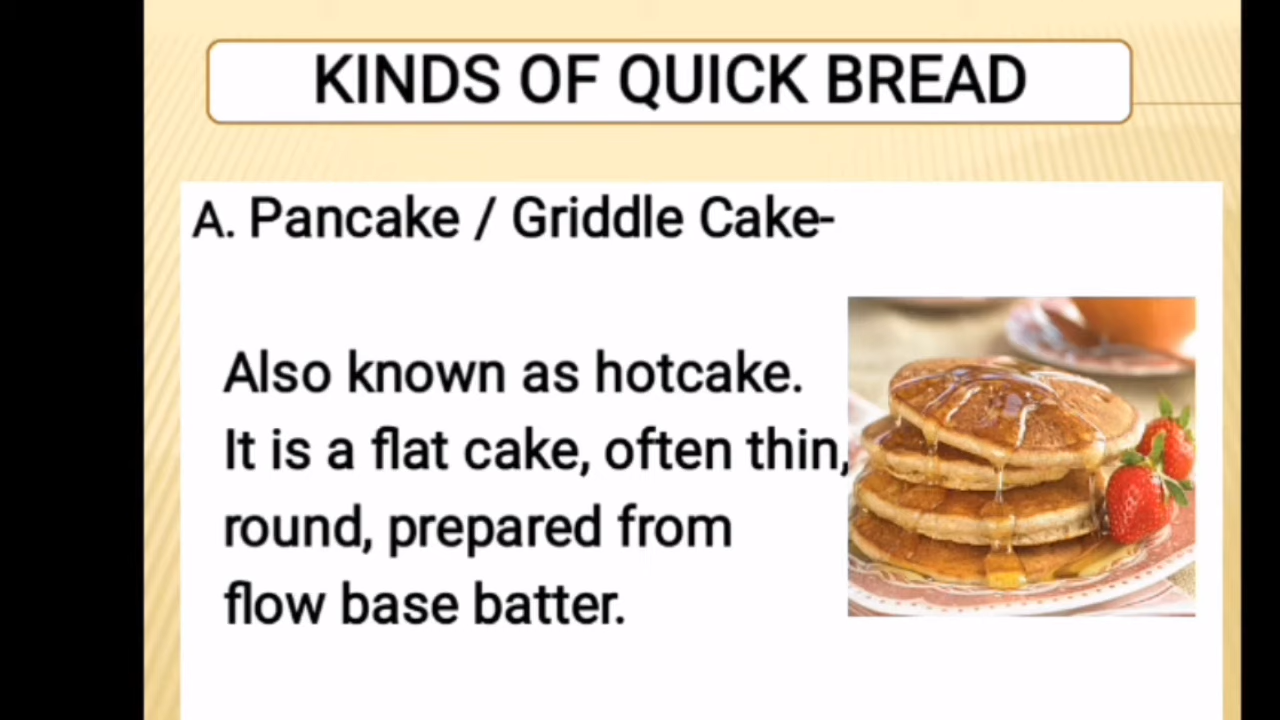 KINDS OF QUICK BREAD
A. Pancake / Griddle Cake-
Also known as hotcake.
It is a flat cake, often thin,
round, prepared from
flow base batter.